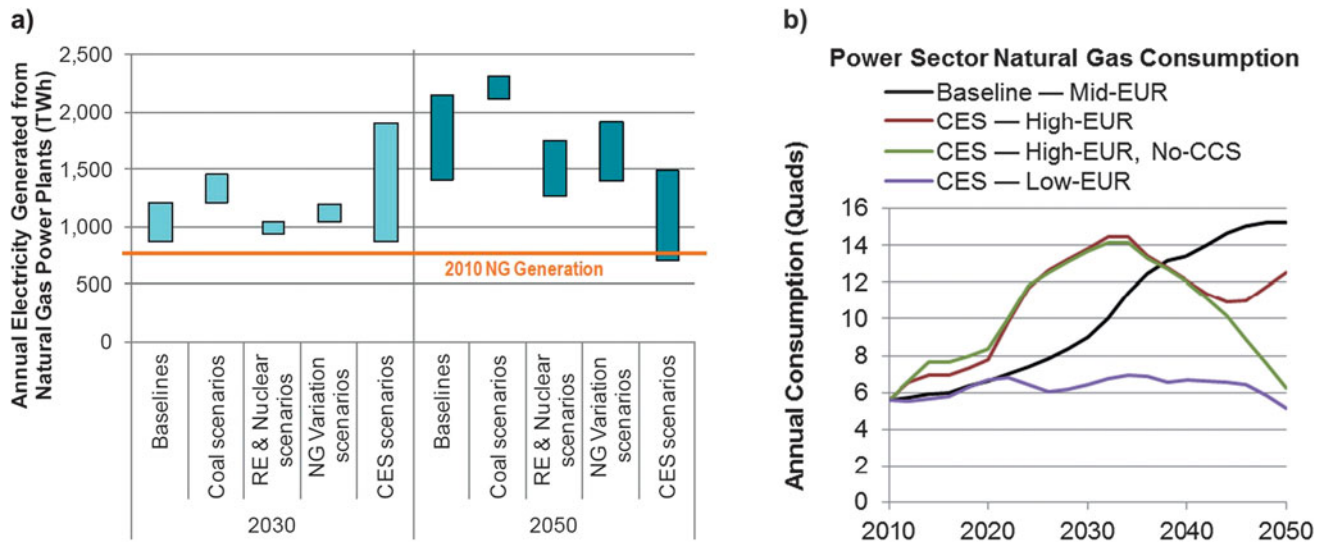 a)
Annual Electricity Generated from
Natural Gas Power Plants (TWh)
2,500
2,000
1,500
1,000
500
0
2010 NG Generation
Baselines
Coal scenarios
RE & Nuclear
scenarios
NG Variation
scenarios
CES scenarios
Baselines
Coal scenarios
RE & Nuclear
scenarios
NG Variation
scenarios
CES scenarios
2030
2050
b)
Power Sector Natural Gas Consumption
Baseline — Mid-EUR
CES — High-EUR
CES — High-EUR, No-CCS
CES — Low-EUR
Annual Consumption (Quads)
16
14
12
10
8
6
4
2
0
2010
2020
2030
2040
2050